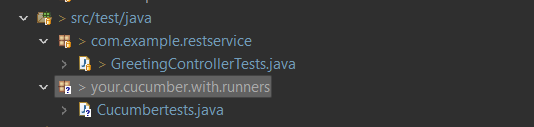 src/test/java
> com.example.restservice
> GreetingControllerTests.java
> your.cucumber.with.runners
> Cucumbertests.java